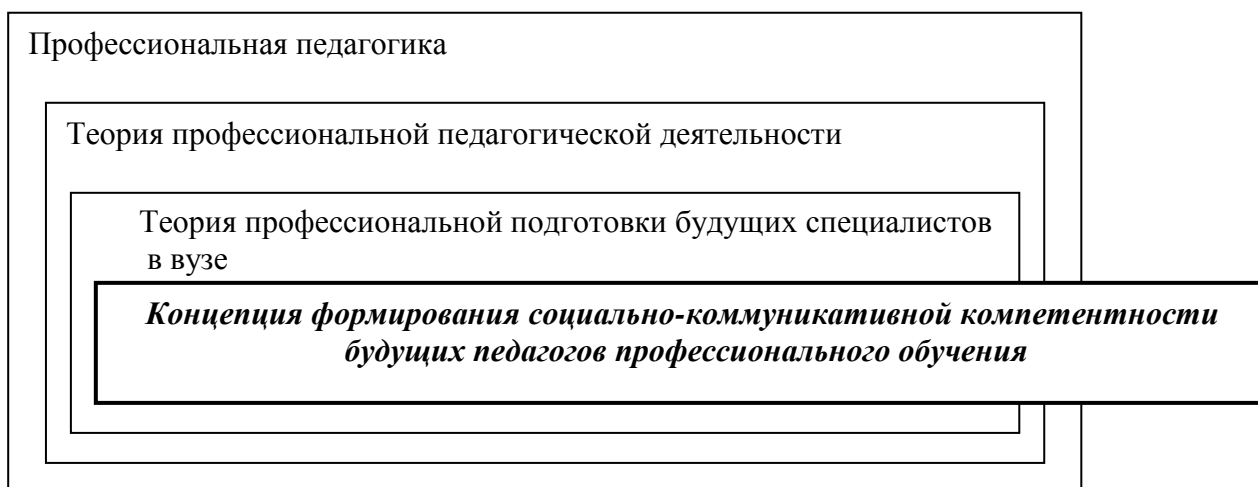 Профессиональная педагогика
Теория профессиональной педагогической деятельности
Теория профессиональной подготовки будущих специалистов
в вузе
Концепция формирования социально-коммуникативной компетентности
будущих педагогов профессионального обучения